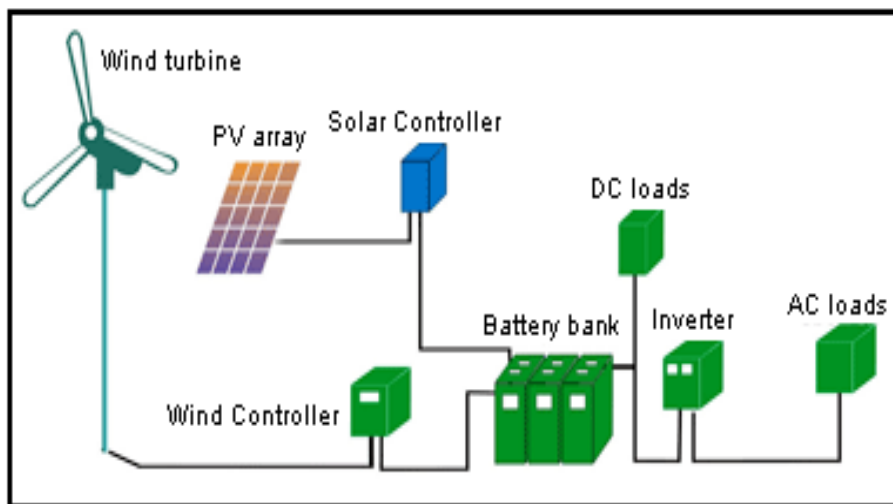 Wind turbine
PV array
Solar Controller
DC loads
Battery bank
Inverter
AC loads
Wind Controller